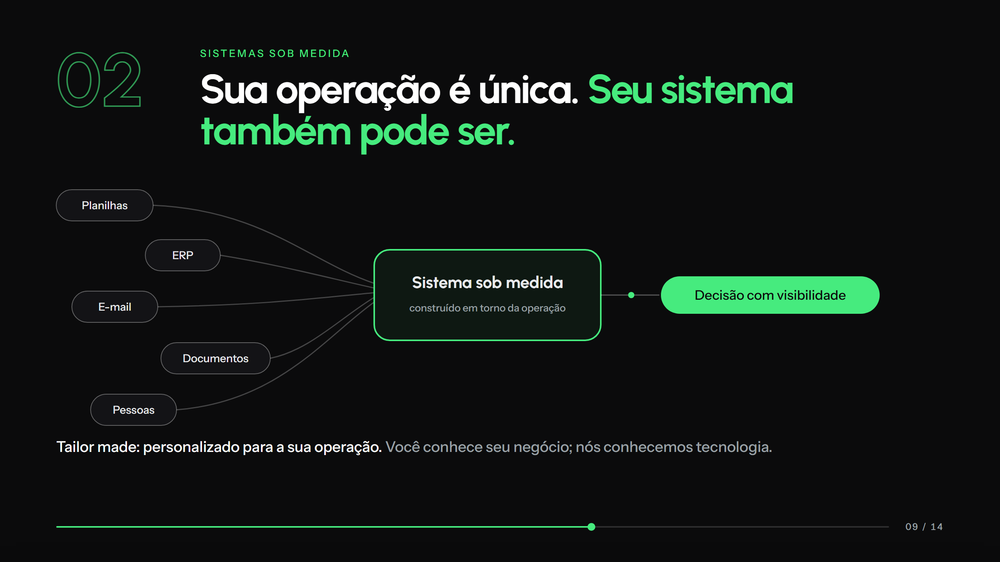 02
SISTEMAS SOB MEDIDA
Sua operação é única. Seu sistema
também pode ser.
Planilhas
ERP
E-mail
Documentos
Pessoas
Sistema sob medida
construído em torno da operação
Decisão com visibilidade
Tailor made: personalizado para a sua operação. Você conhece seu negócio; nós conhecemos tecnologia.
09 / 14